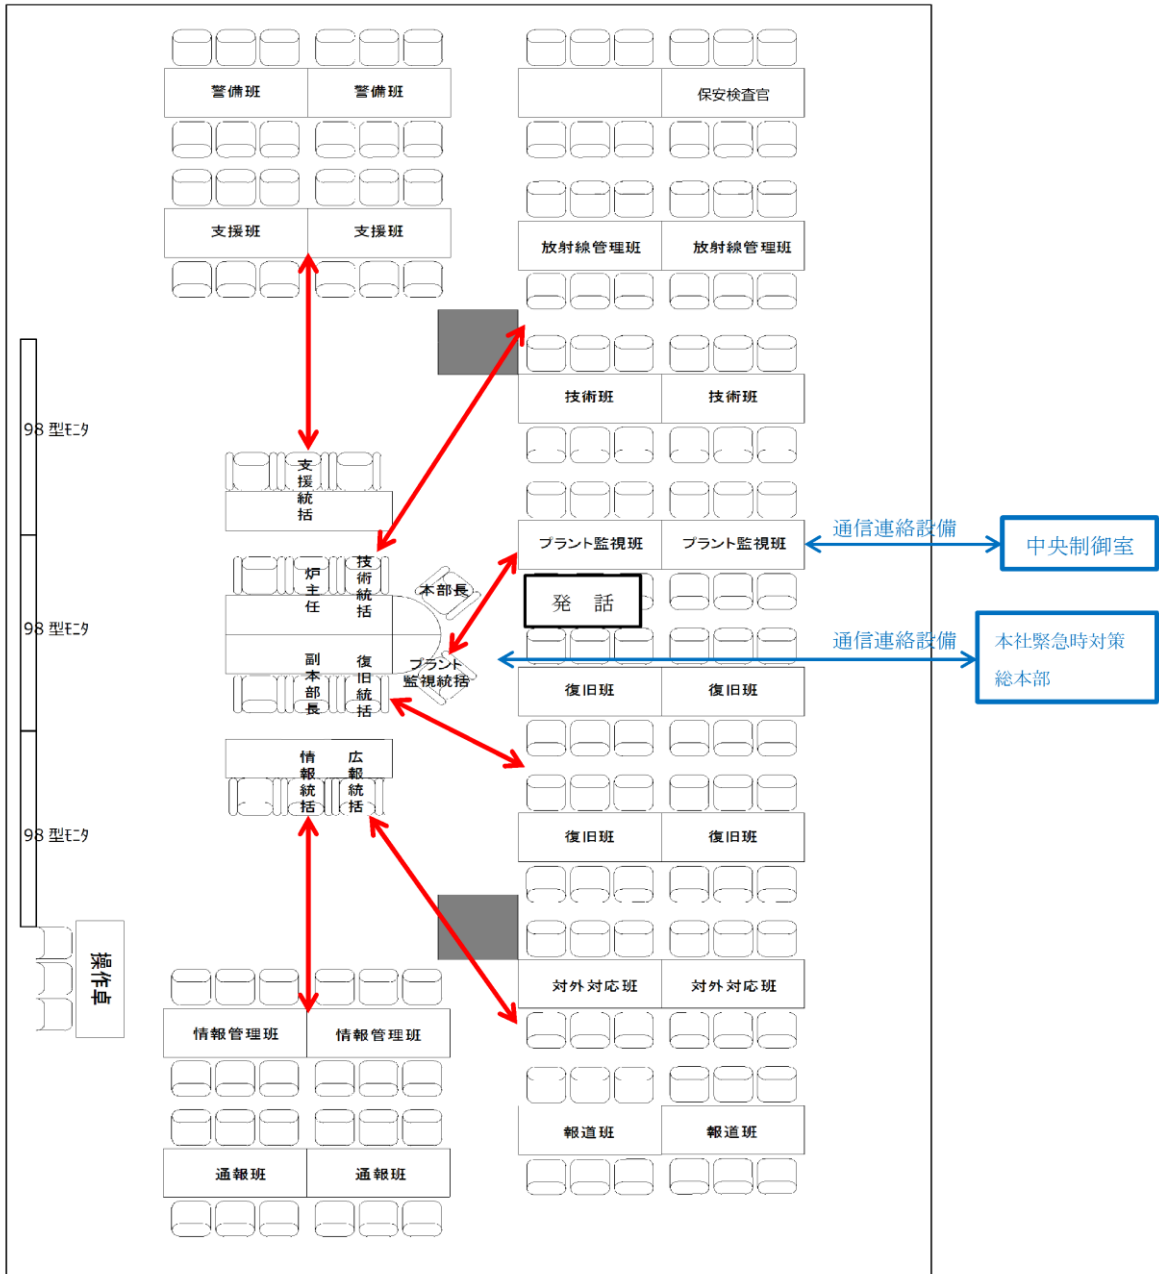 警備班
警備班
保安検査官
支援班
支援班
放射線管理班
放射線管理班
技術班
技術班
98 型ﾓﾆﾀ
支援統括
プラント監視班
プラント監視班
通信連絡設備
中央制御室
炉主任
技術統括
本部長
発　話
98 型ﾓﾆﾀ
副本部長
復旧統括
プラント
監視統括
通信連絡設備
本社緊急時対策
総本部
復旧班
復旧班
情報統括
広報統括
98 型ﾓﾆﾀ
復旧班
復旧班
操作卓
対外対応班
対外対応班
情報管理班
情報管理班
報道班
報道班
通報班
通報班